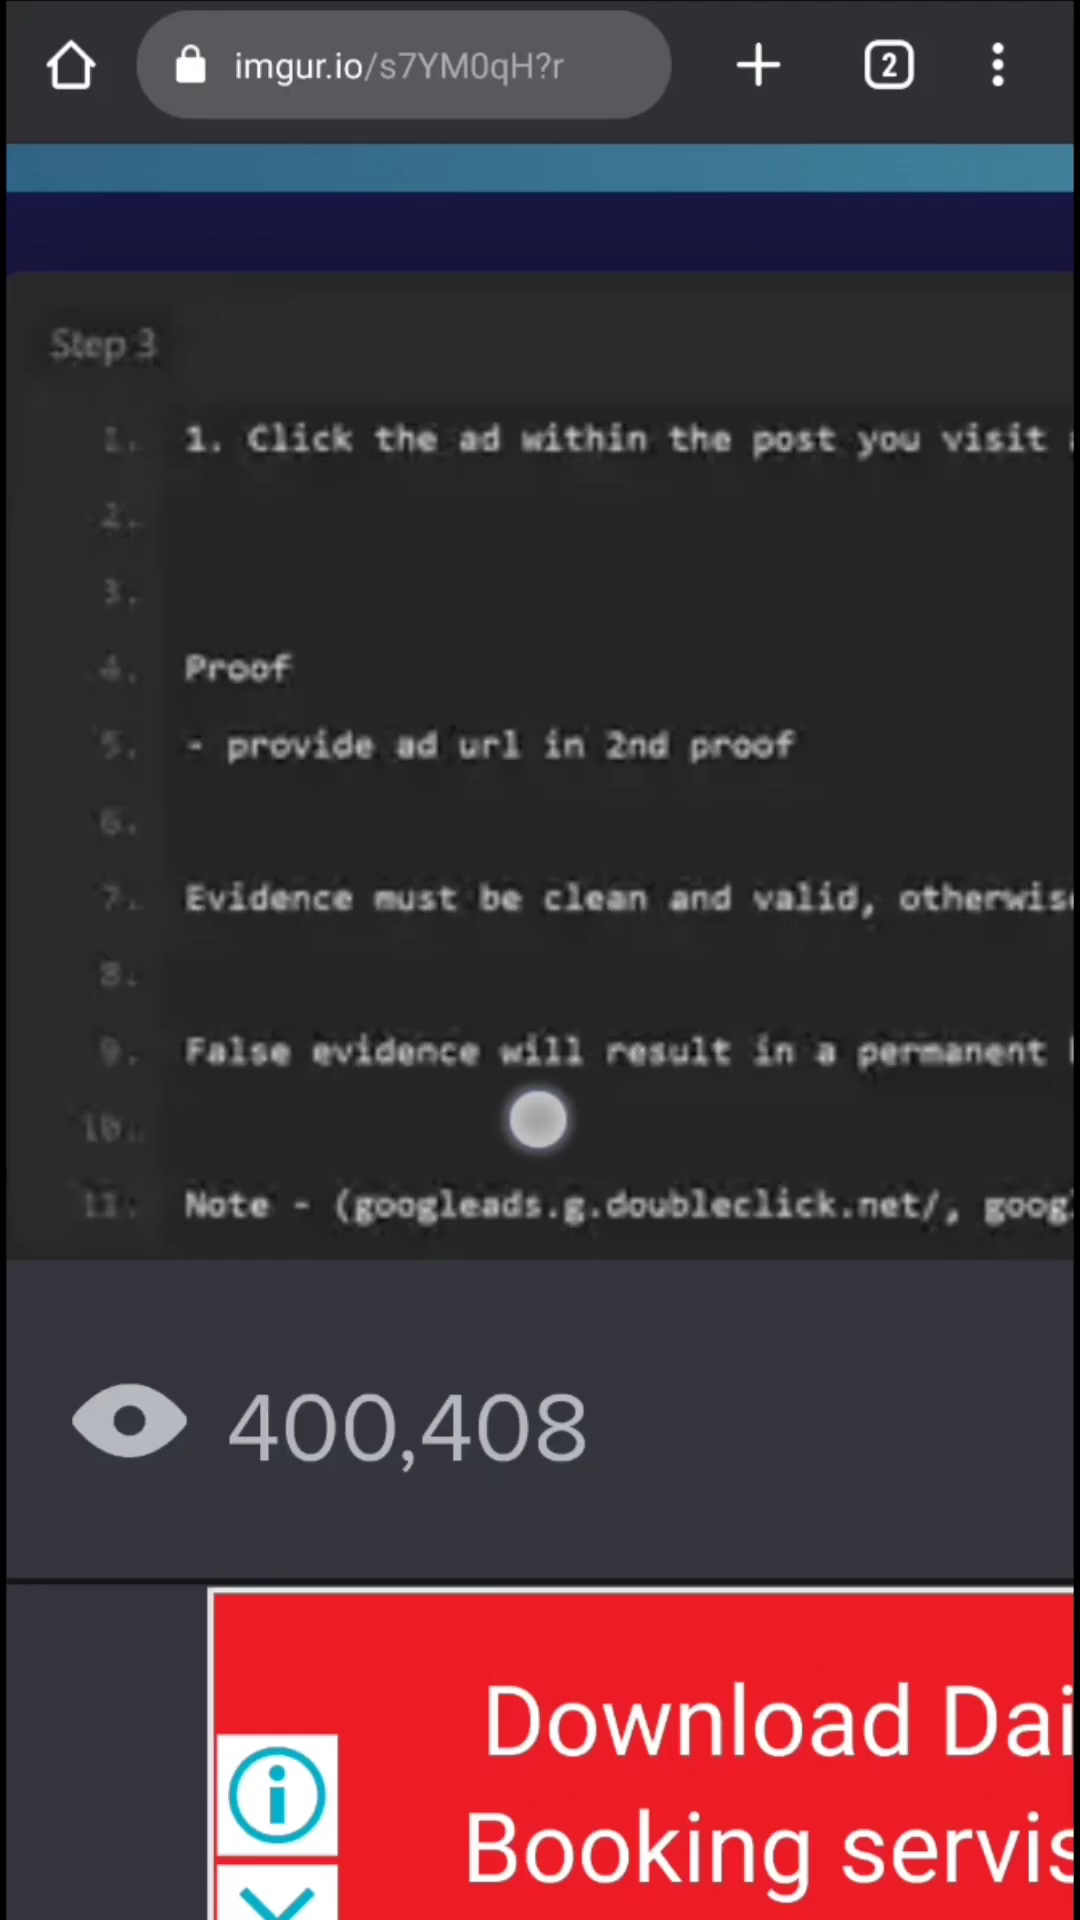 imgur.io/s7YM0qH?r
2
Step 3
1. 1. Click the ad within the post you visit
2.
3.
4. Proof
5. - provide ad url in 2nd proof
6.
7. Evidence must be clean and valid, otherwise
8.
9. False evidence will result in a permanent
10.
11. Note - (googleads.g.doubleclick.net/, goog
400,408
Download Dai
Booking servis